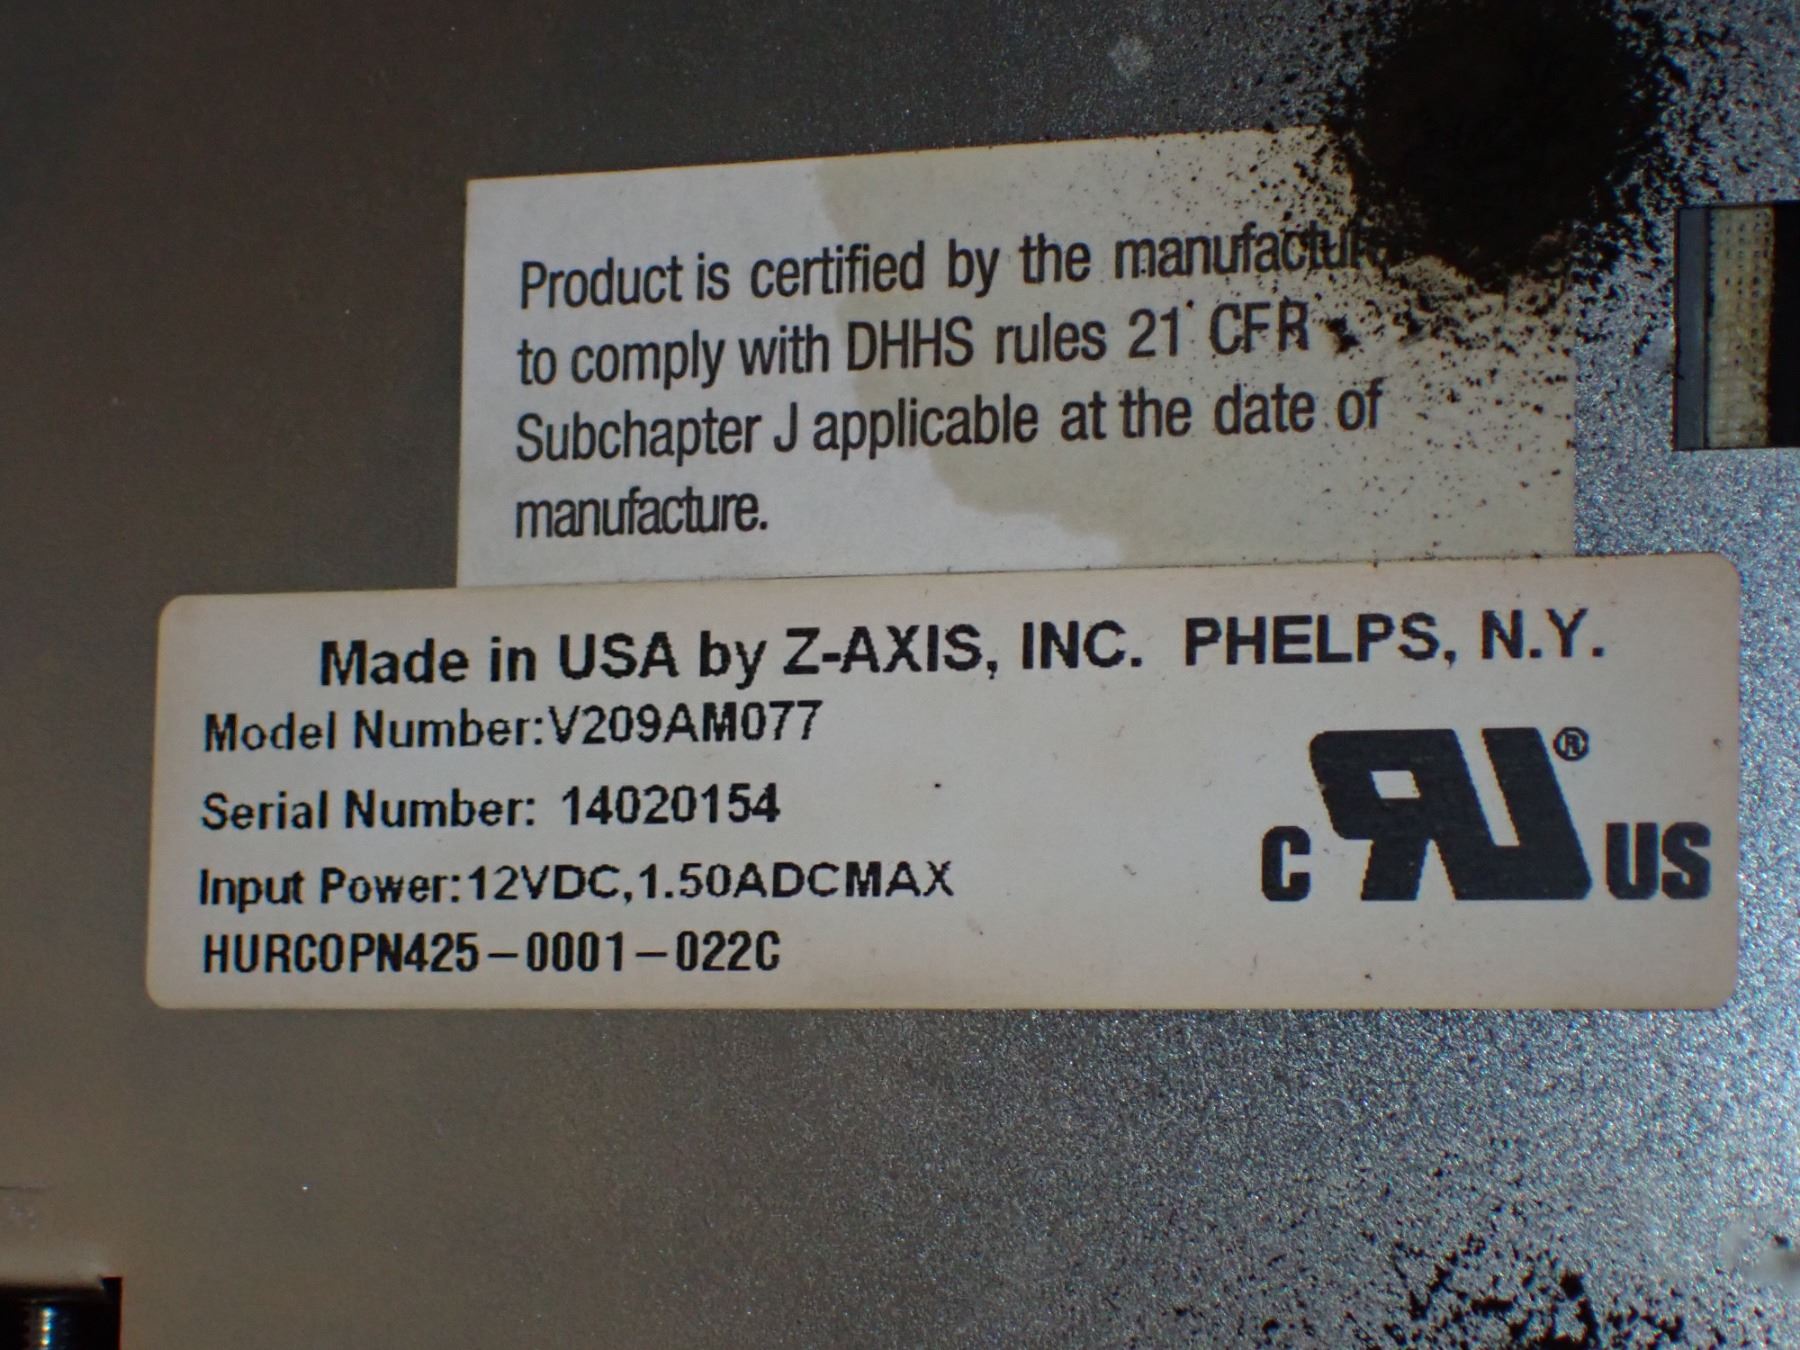 Product is certified by the
to comply with DHHS rules 21 CFR
Subchapter J applicable at the date of
manufacture.
Made in USA by Z-AXIS, INC. PHELPS, N.Y.
Model Number:V209AM077
Serial Number: 14020154
Input Power:12VDC,1.50ADCMAX
HURCOPN425-0001-022C
C RU® US